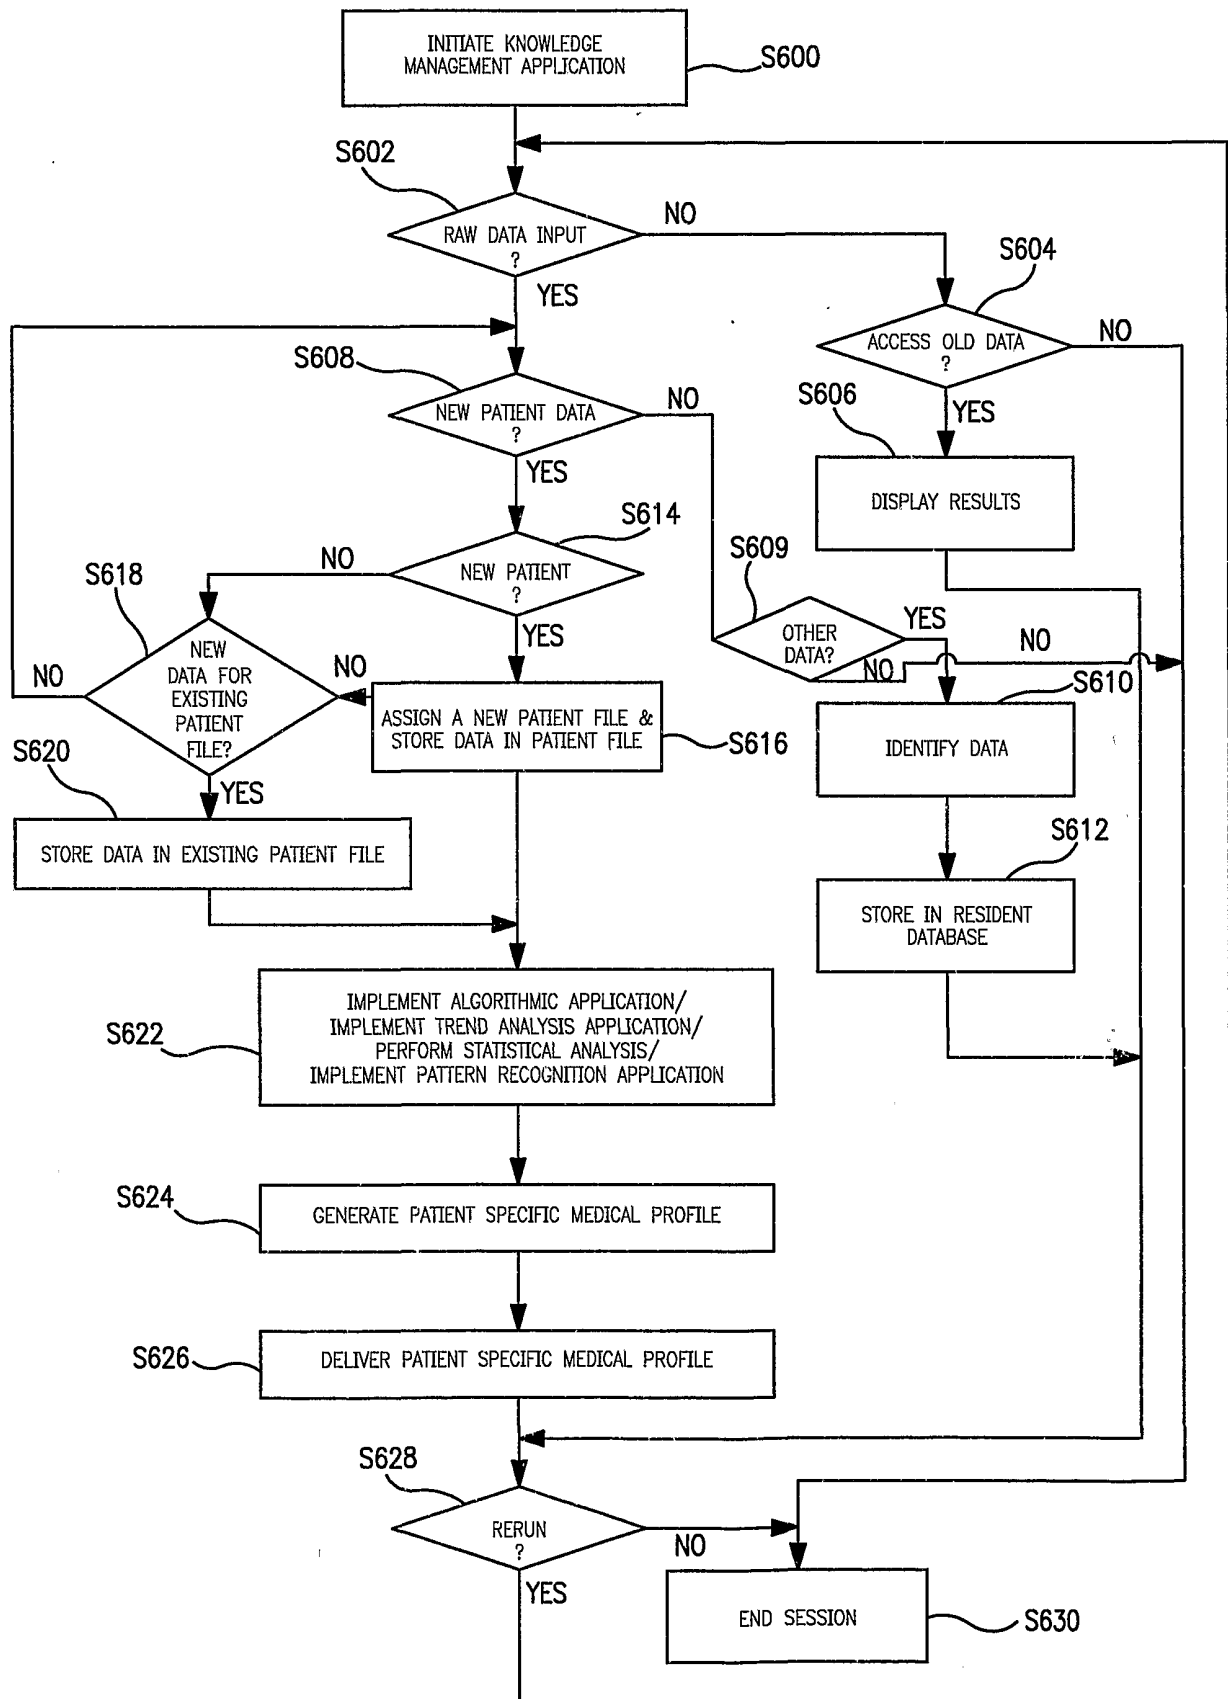 INITIATE KNOWLEDGE
MANAGEMENT APPLICATION
S600
S602
RAW DATA INPUT
?
NO
YES
S604
ACCESS OLD DATA
?
NO
YES
S606
DISPLAY RESULTS
S608
NEW PATIENT DATA
?
NO
YES
S614
NEW PATIENT
?
NO
YES
S609
OTHER
DATA?
YES
NO
NO
S618
NEW
DATA FOR
EXISTING
PATIENT
FILE?
NO
NO
YES
ASSIGN A NEW PATIENT FILE &
STORE DATA IN PATIENT FILE
S616
S610
IDENTIFY DATA
S620
STORE DATA IN EXISTING PATIENT FILE
S612
STORE IN RESIDENT
DATABASE
IMPLEMENT ALGORITHMIC APPLICATION/
IMPLEMENT TREND ANALYSIS APPLICATION/
PERFORM STATISTICAL ANALYSIS/
IMPLEMENT PATTERN RECOGNITION APPLICATION
S622
S624
GENERATE PATIENT SPECIFIC MEDICAL PROFILE
S626
DELIVER PATIENT SPECIFIC MEDICAL PROFILE
S628
RERUN
?
NO
YES
END SESSION
S630